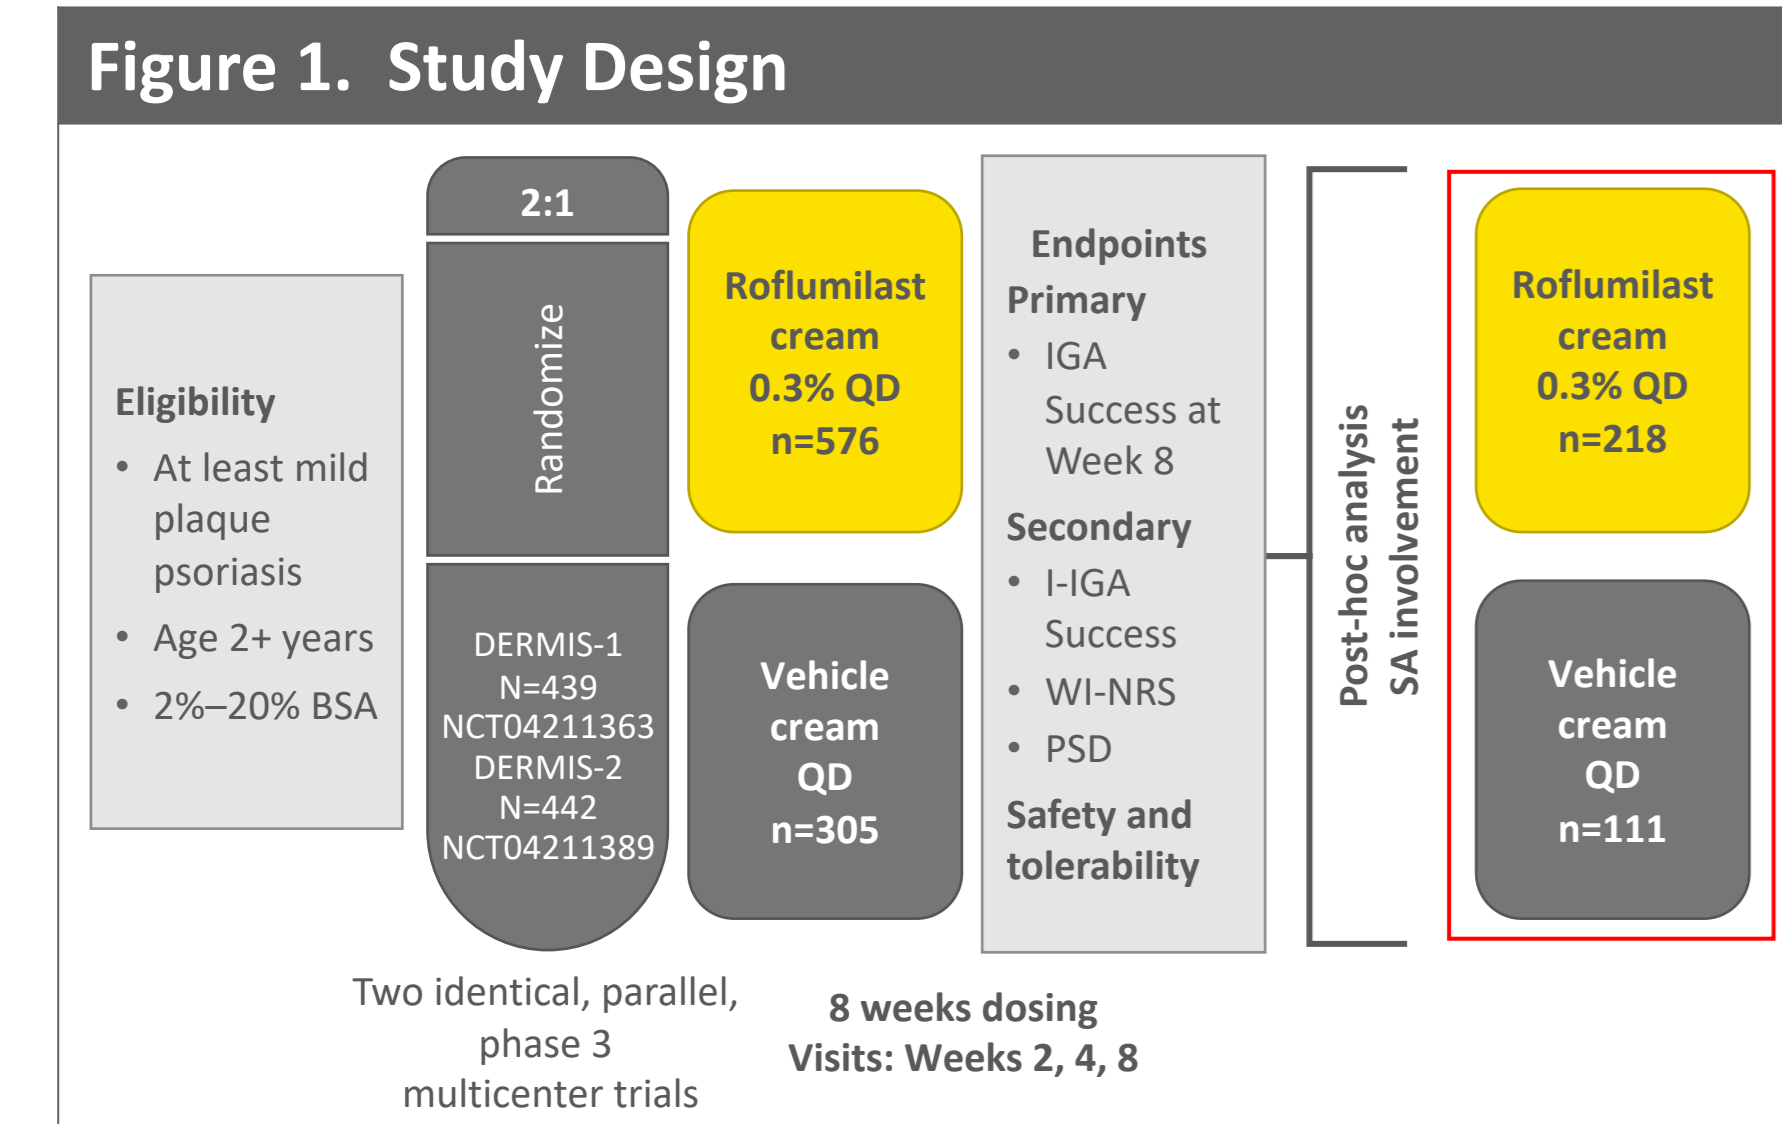 Figure 1. Study Design
Eligibility
• At least mild
plaque
psoriasis
• Age 2+ years
• 2%–20% BSA
2:1
Randomize
DERMIS-1
N=439
NCT04211363
DERMIS-2
N=442
NCT04211389
Two identical, parallel,
phase 3
multicenter trials
Roflumilast
cream
0.3% QD
n=576
Vehicle
cream
QD
n=305
8 weeks dosing
Visits: Weeks 2, 4, 8
Endpoints
Primary
• IGA
Success at
Week 8
Secondary
• I-IGA
Success
• WI-NRS
• PSD
Safety and
tolerability
Post-hoc analysis
SA involvement
Roflumilast
cream
0.3% QD
n=218
Vehicle
cream
QD
n=111